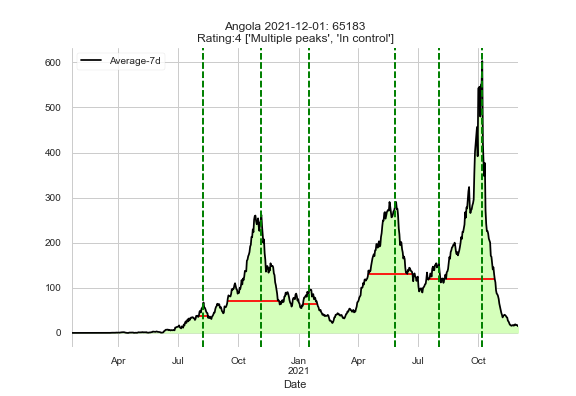 Angola 2021-12-01: 65183
Rating:4 ['Multiple peaks', 'In control']
Average-7d
600
500
400
300
200
100
0
Apr Jul Oct Jan Apr Jul Oct
2021
Date